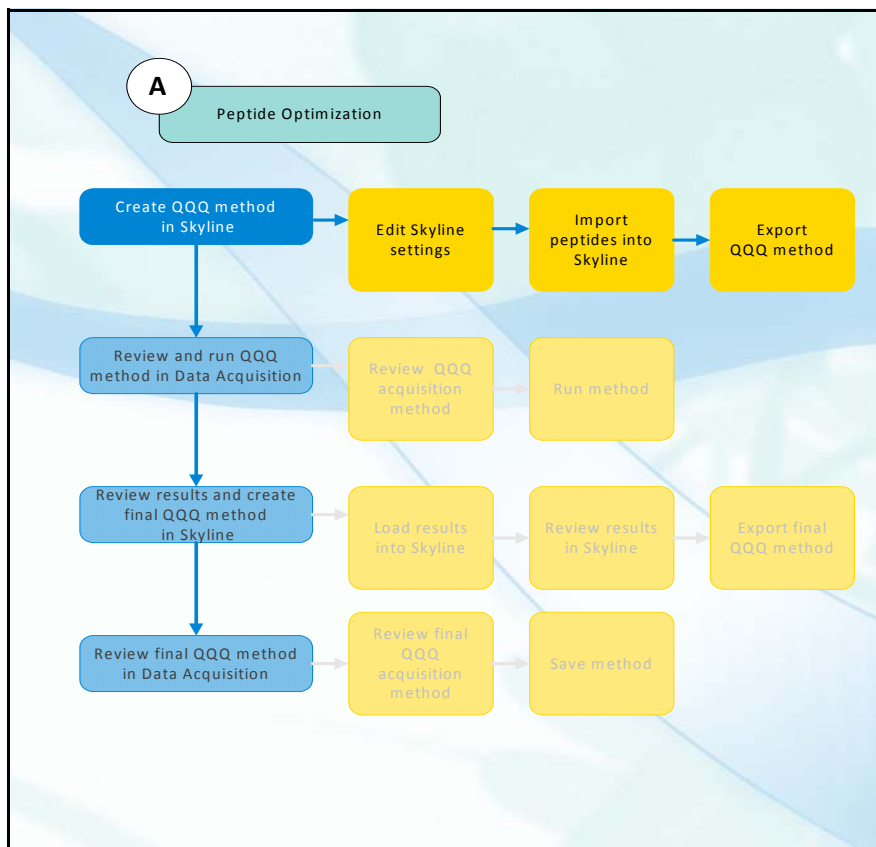 A
Peptide Optimization
Create QQQ method
in Skyline
Edit Skyline
settings
Import
peptides into
Skyline
Export
QQQ method
Review and run QQQ
method in Data Acquisition
Review QQQ
acquisition
method
Run method
Review results and create
final QQQ method
in Skyline
Load results
into Skyline
Review results
in Skyline
Export final
QQQ method
Review final QQQ method
in Data Acquisition
Review final
QQQ
acquisition
method
Save method